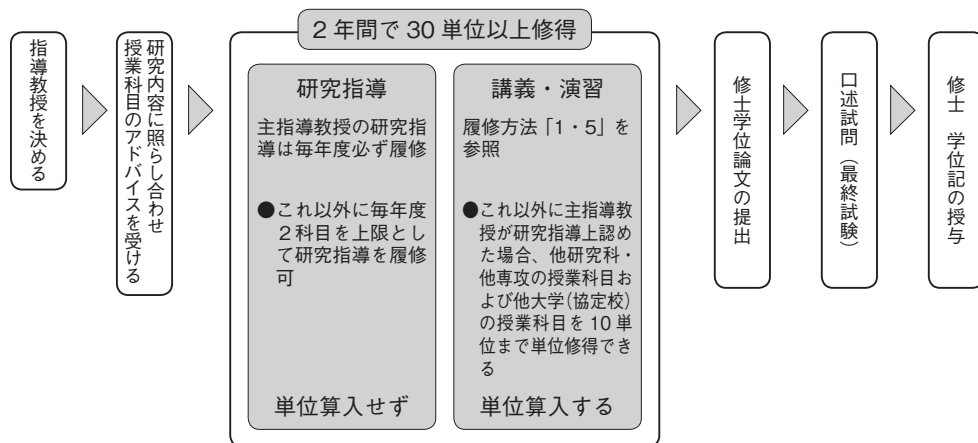 指導教授を決める
研究内容に照らし合わせ
授業科目のアドバイスを受ける
2年間で30単位以上修得
研究指導
主指導教授の研究指
導は毎年度必ず履修
●これ以外に毎年度
2科目を上限とし
て研究指導を履修
可
単位算入せず
講義・演習
履修方法「1・5」を
参照
●これ以外に主指導教
授が研究指導上認め
た場合、他研究科・
他専攻の授業科目お
よび他大学(協定校)
の授業科目を10単
位まで単位修得でき
る
単位算入する
修士学位論文の提出
口述試問（最終試験）
修士 学位記の授与